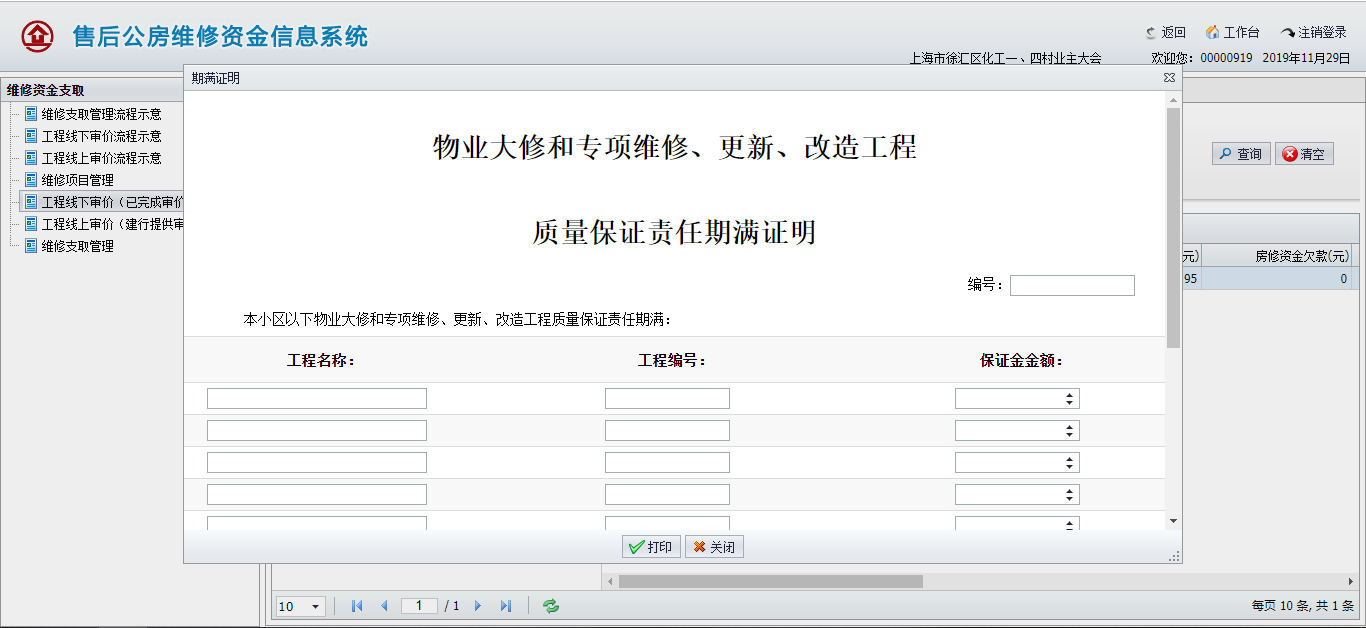 售后公房维修资金信息系统
返回 工作台 注销登录
上海市徐汇区化工一、四村业主大会 欢迎您: 00000919 2019年11月29日
维修资金支取
维修支取管理流程示意
工程线下审价流程示意
工程线上审价流程示意
维修项目管理
工程线下审价（已完成审价
工程线上审价（建行提供审
维修支取管理
期满证明
物业大修和专项维修、更新、改造工程
质量保证责任期满证明
编号：
本小区以下物业大修和专项维修、更新、改造工程质量保证责任期满：
工程名称： 工程编号： 保证金金额：
打印 关闭
查询 清空
元) 房修资金欠款(元)
95 0
10 1 / 1 每页 10 条, 共 1 条